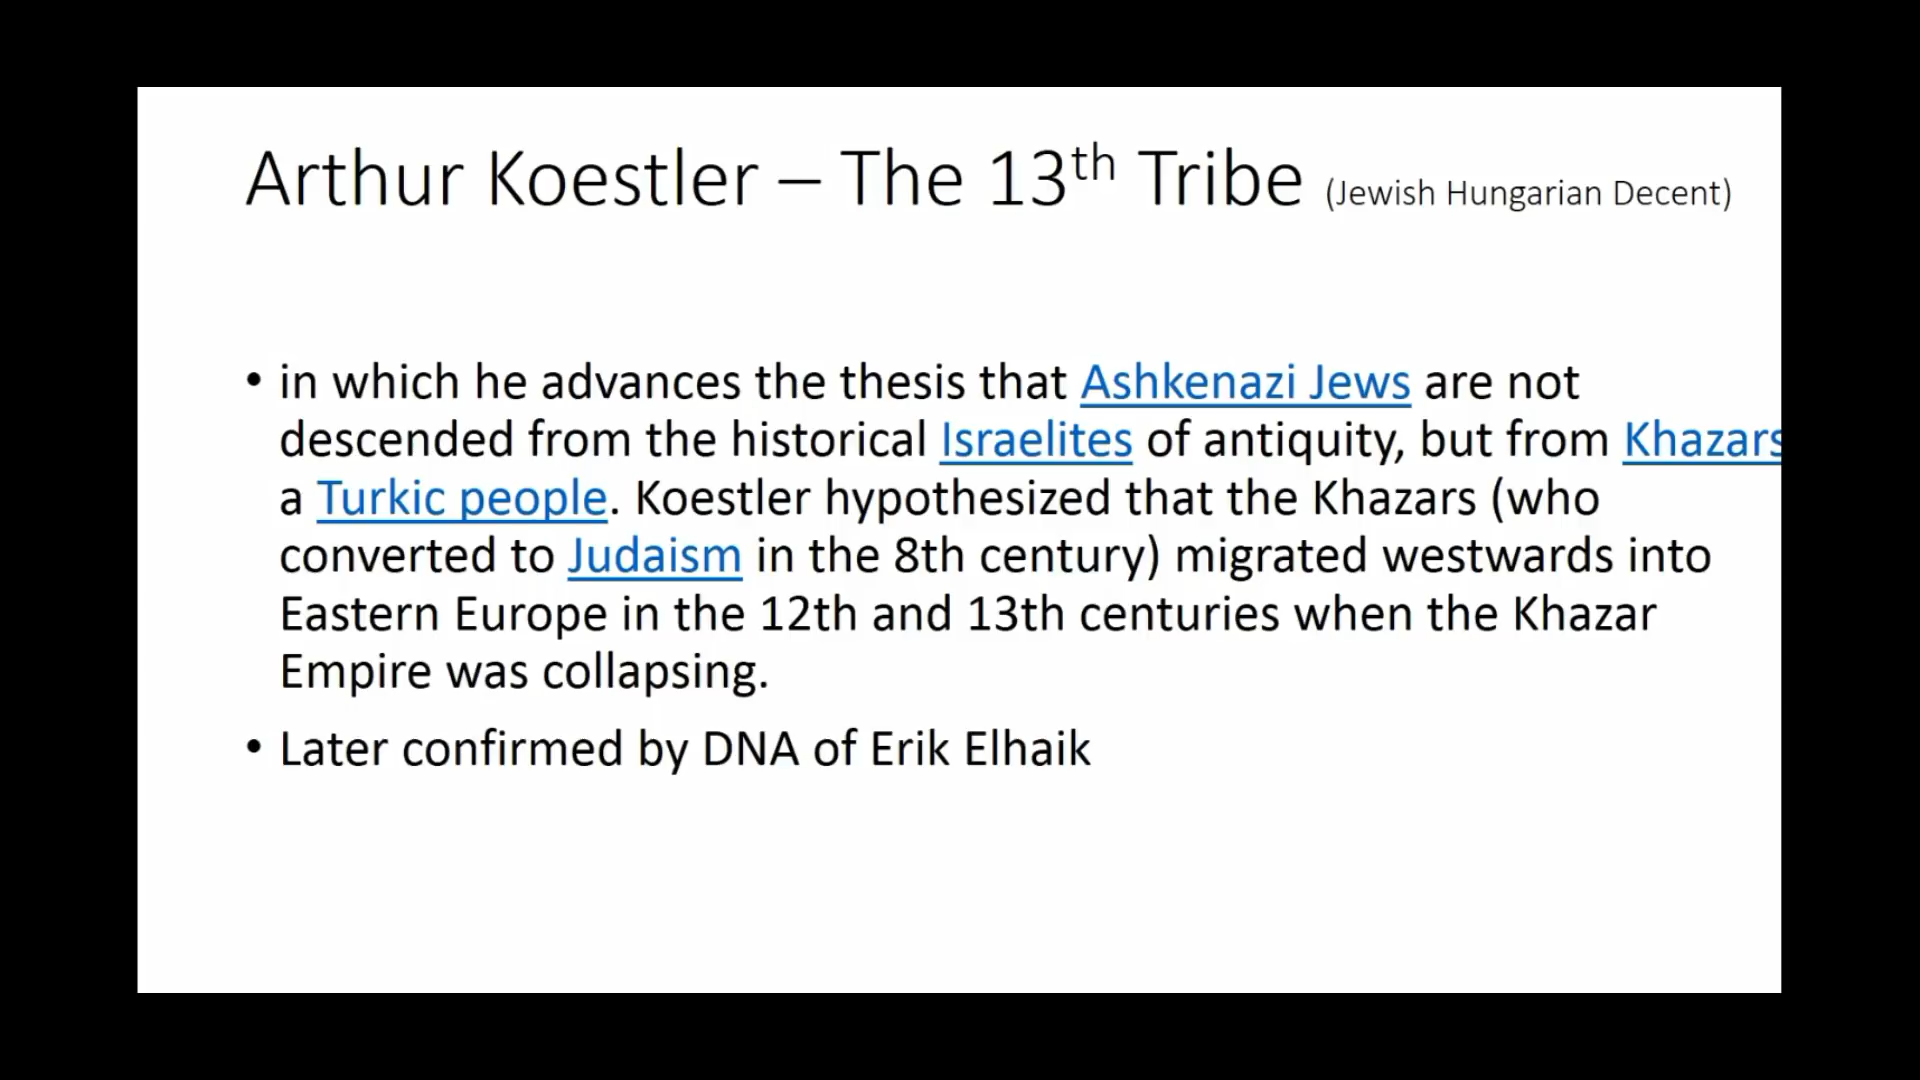 Arthur Koestler – The 13th Tribe (Jewish Hungarian Decent)
• in which he advances the thesis that Ashkenazi Jews are not
descended from the historical Israelites of antiquity, but from Khazars
a Turkic people. Koestler hypothesized that the Khazars (who
converted to Judaism in the 8th century) migrated westwards into
Eastern Europe in the 12th and 13th centuries when the Khazar
Empire was collapsing.
• Later confirmed by DNA of Erik Elhaik